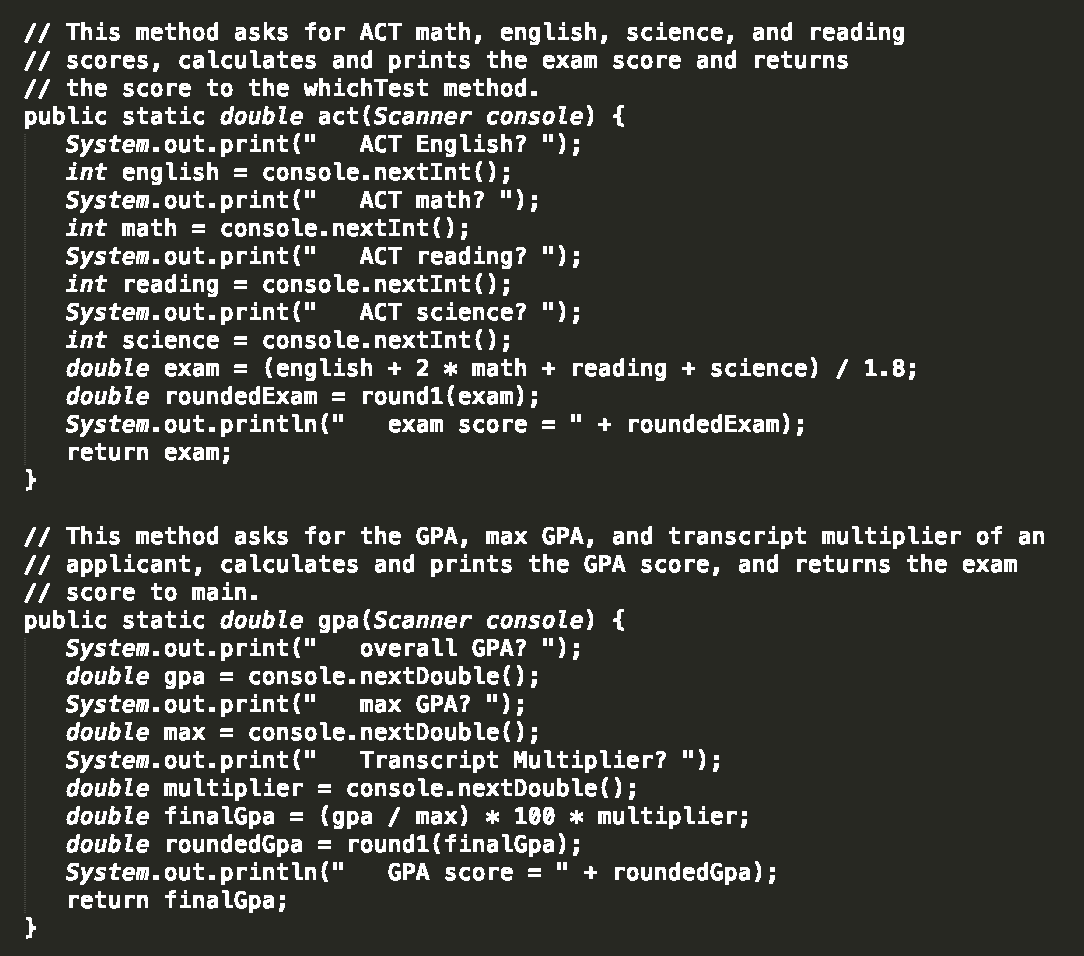 // This method asks for ACT math, english, science, and reading
// scores, calculates and prints the exam score and returns
// the score to the whichTest method.
public static double act(Scanner console) {
   System.out.print("   ACT English? ");
   int english = console.nextInt();
   System.out.print("   ACT math? ");
   int math = console.nextInt();
   System.out.print("   ACT reading? ");
   int reading = console.nextInt();
   System.out.print("   ACT science? ");
   int science = console.nextInt();
   double exam = (english + 2 * math + reading + science) / 1.8;
   double roundedExam = round1(exam);
   System.out.println("   exam score = " + roundedExam);
   return exam;
}

// This method asks for the GPA, max GPA, and transcript multiplier of an
// applicant, calculates and prints the GPA score, and returns the exam
// score to main.
public static double gpa(Scanner console) {
   System.out.print("   overall GPA? ");
   double gpa = console.nextDouble();
   System.out.print("   max GPA? ");
   double max = console.nextDouble();
   System.out.print("   Transcript Multiplier? ");
   double multiplier = console.nextDouble();
   double finalGpa = (gpa / max) * 100 * multiplier;
   double roundedGpa = round1(finalGpa);
   System.out.println("   GPA score = " + roundedGpa);
   return finalGpa;
}